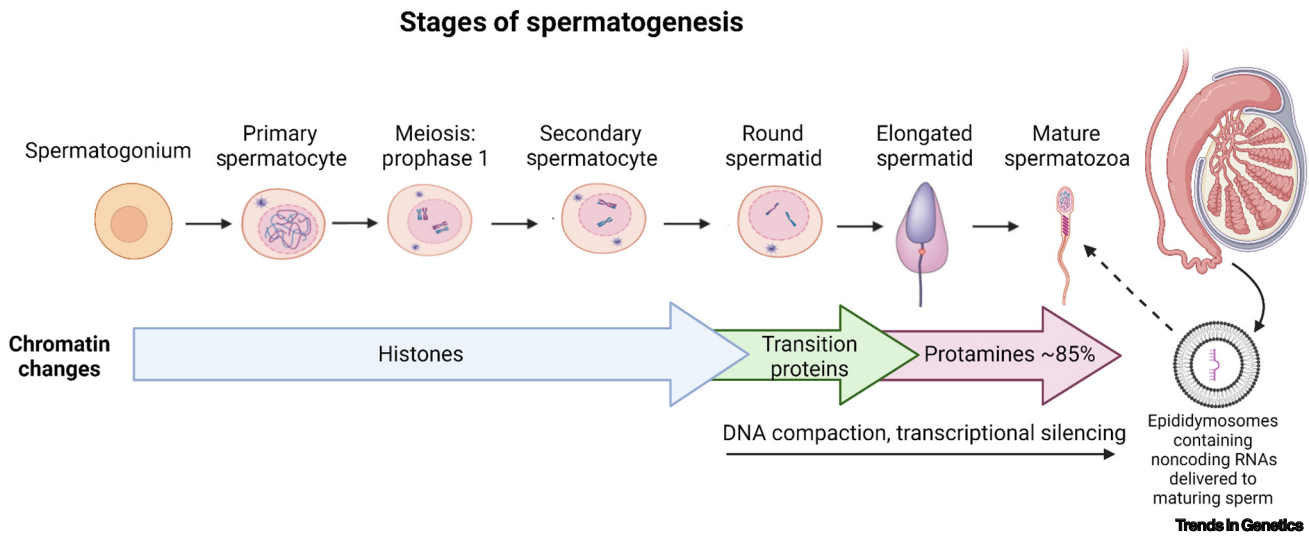 Stages of spermatogenesis
Spermatogonium
Primary
spermatocyte
Meiosis:
prophase 1
Secondary
spermatocyte
Round
spermatid
Elongated
spermatid
Mature
spermatozoa
Chromatin
changes
Histones
Transition
proteins
Protamines ~85%
DNA compaction, transcriptional silencing
Epididymosomes
containing
noncoding RNAs
delivered to
maturing sperm
Trends in Genetics